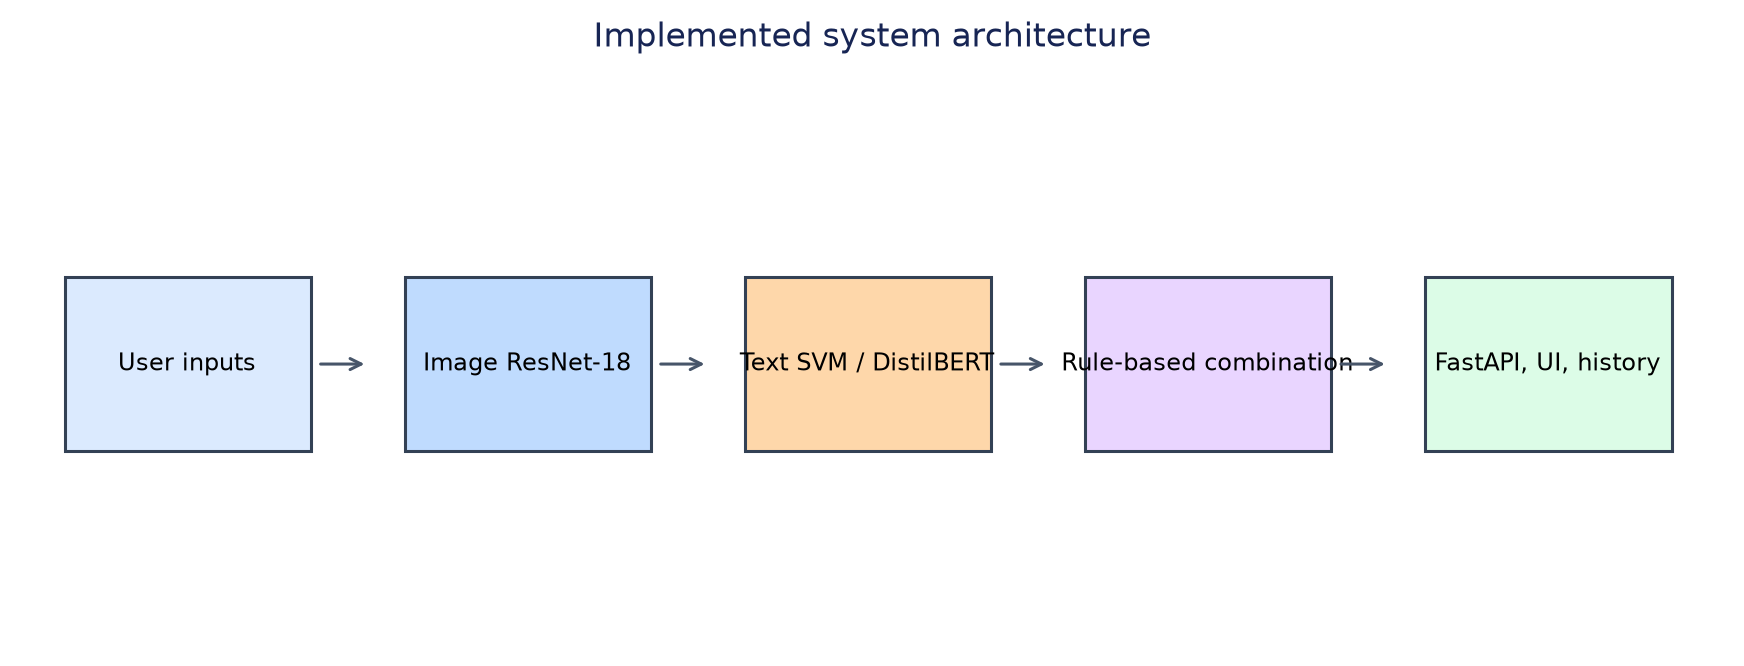 Implemented system architecture
User inputs
Image ResNet-18
Text SVM / DistilBERT
Rule-based combination
FastAPI, UI, history